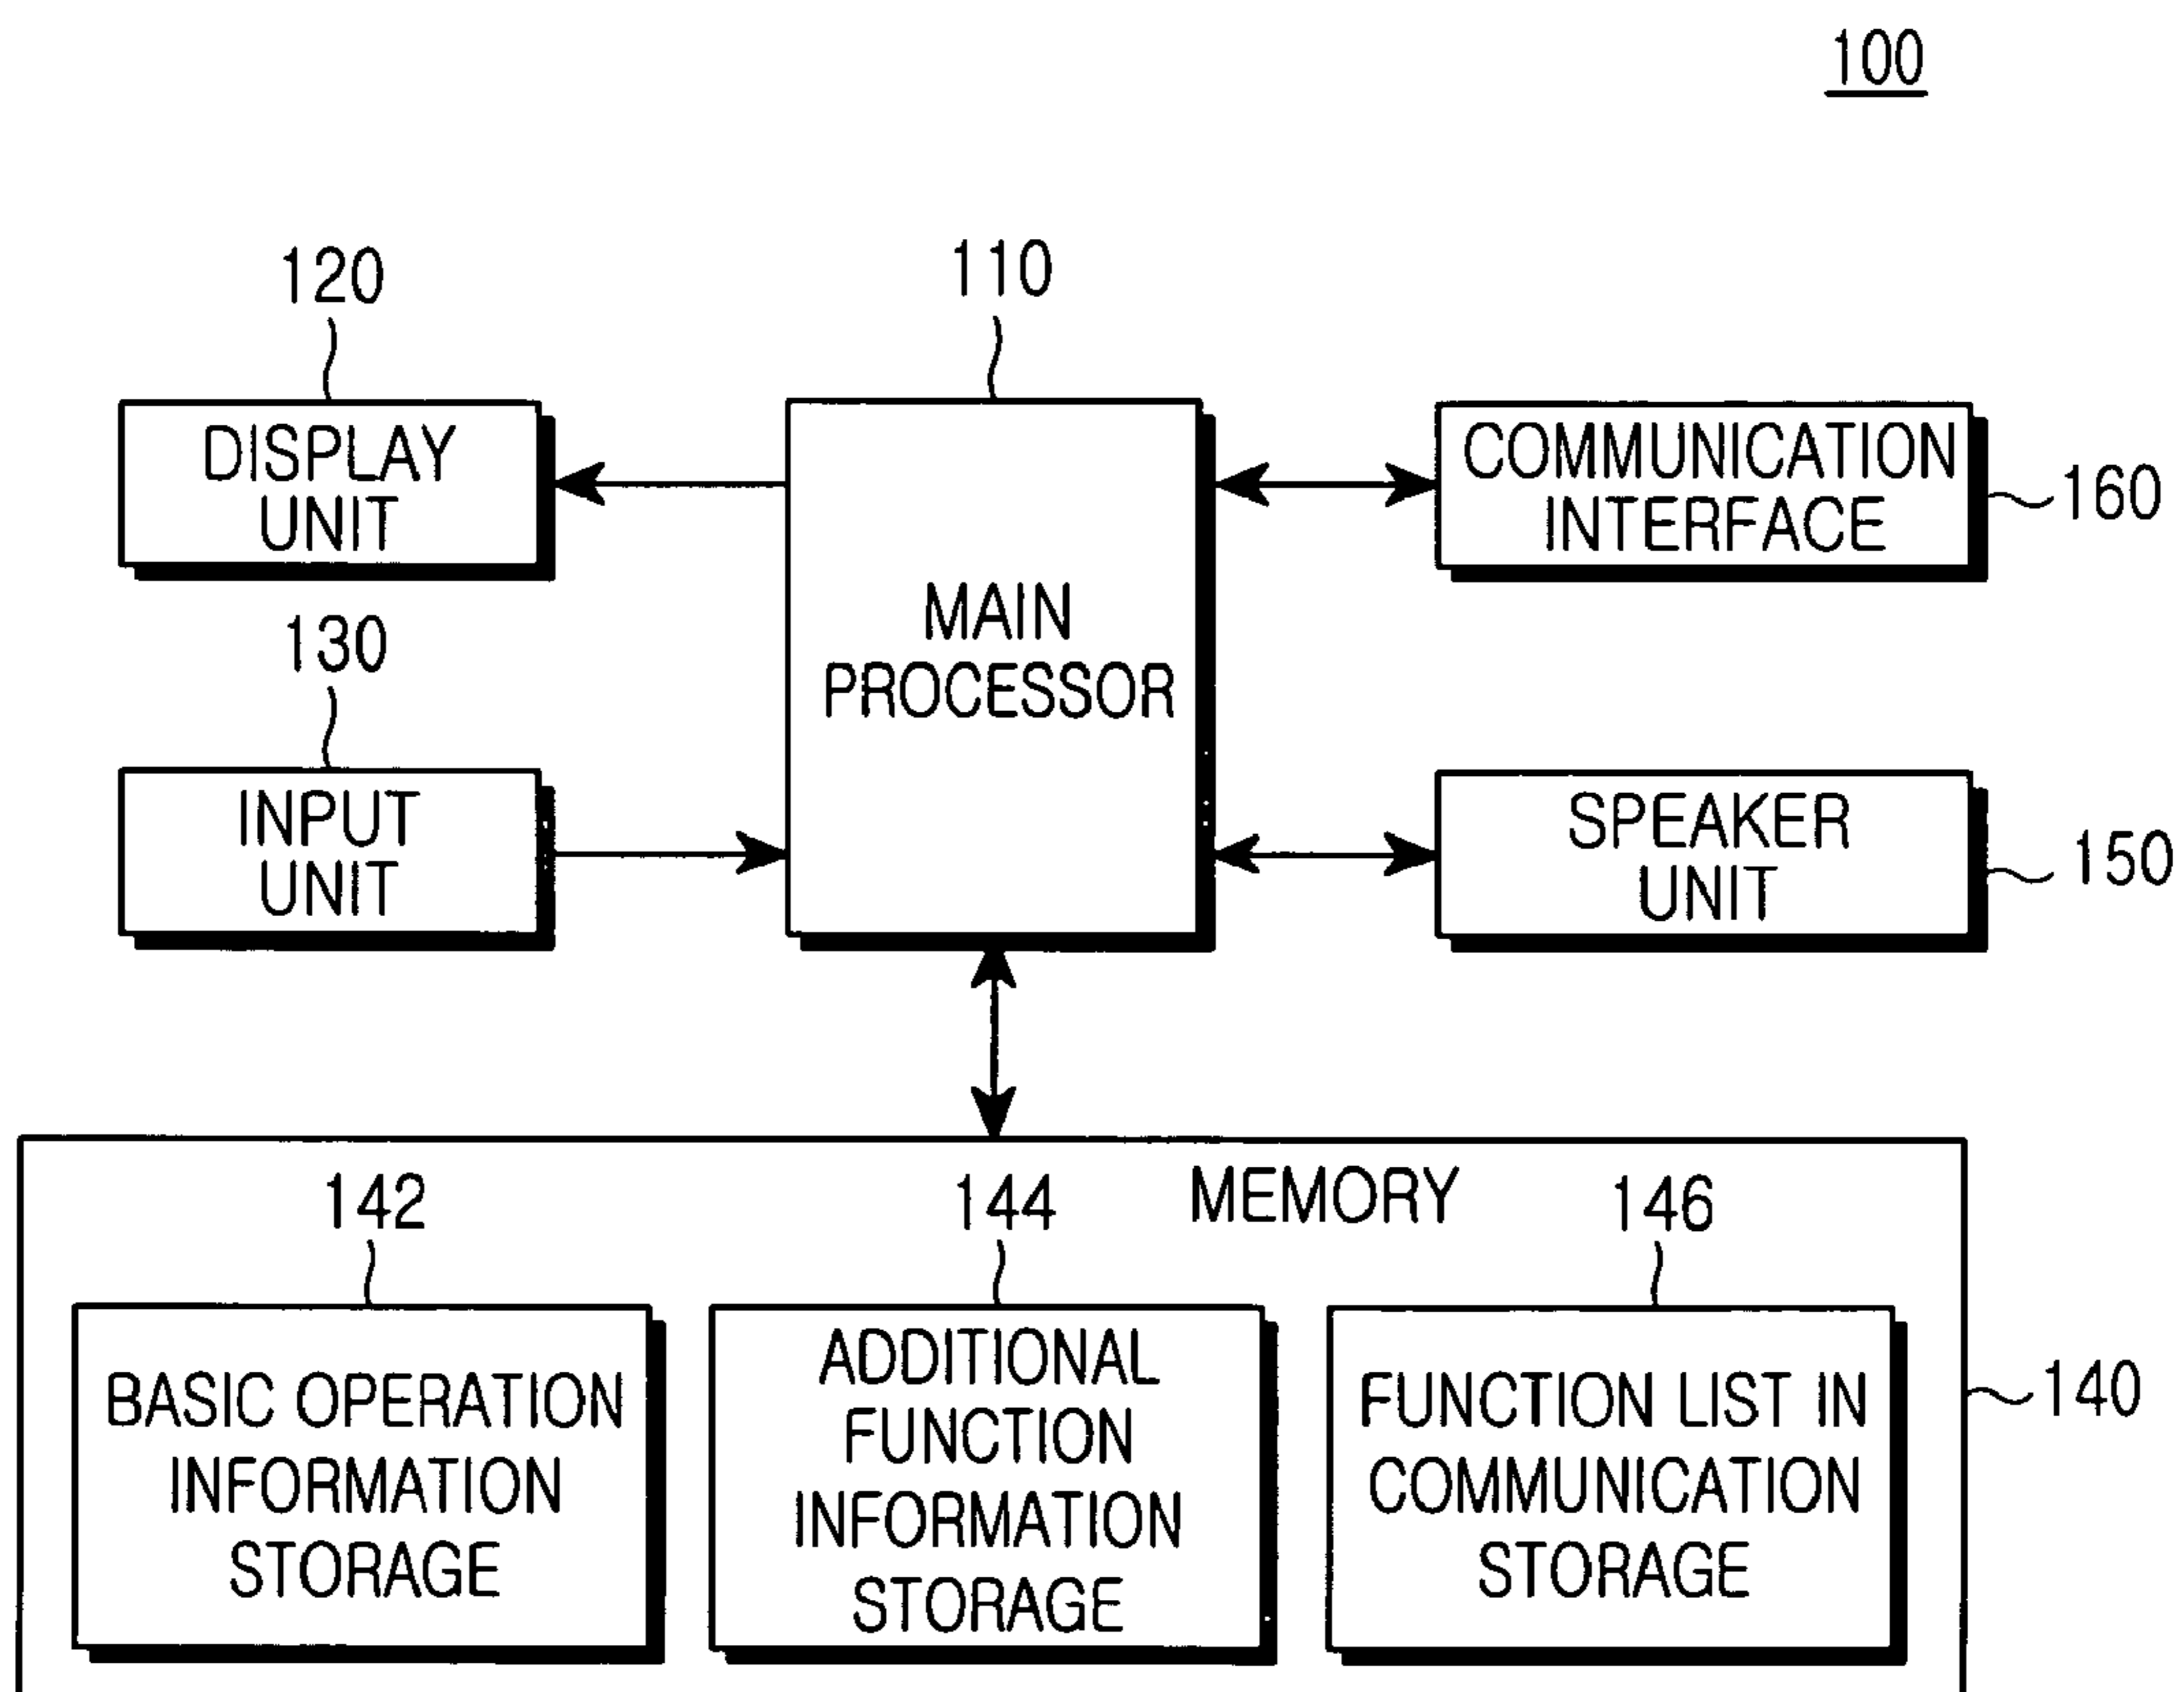 100
120
110
DISPLAY
UNIT
COMMUNICATION
INTERFACE
160
MAIN
PROCESSOR
130
INPUT
UNIT
SPEAKER
UNIT
150
MEMORY
142
144
146
BASIC OPERATION
INFORMATION
STORAGE
ADDITIONAL
FUNCTION
INFORMATION
STORAGE
FUNCTION LIST IN
COMMUNICATION
STORAGE
140